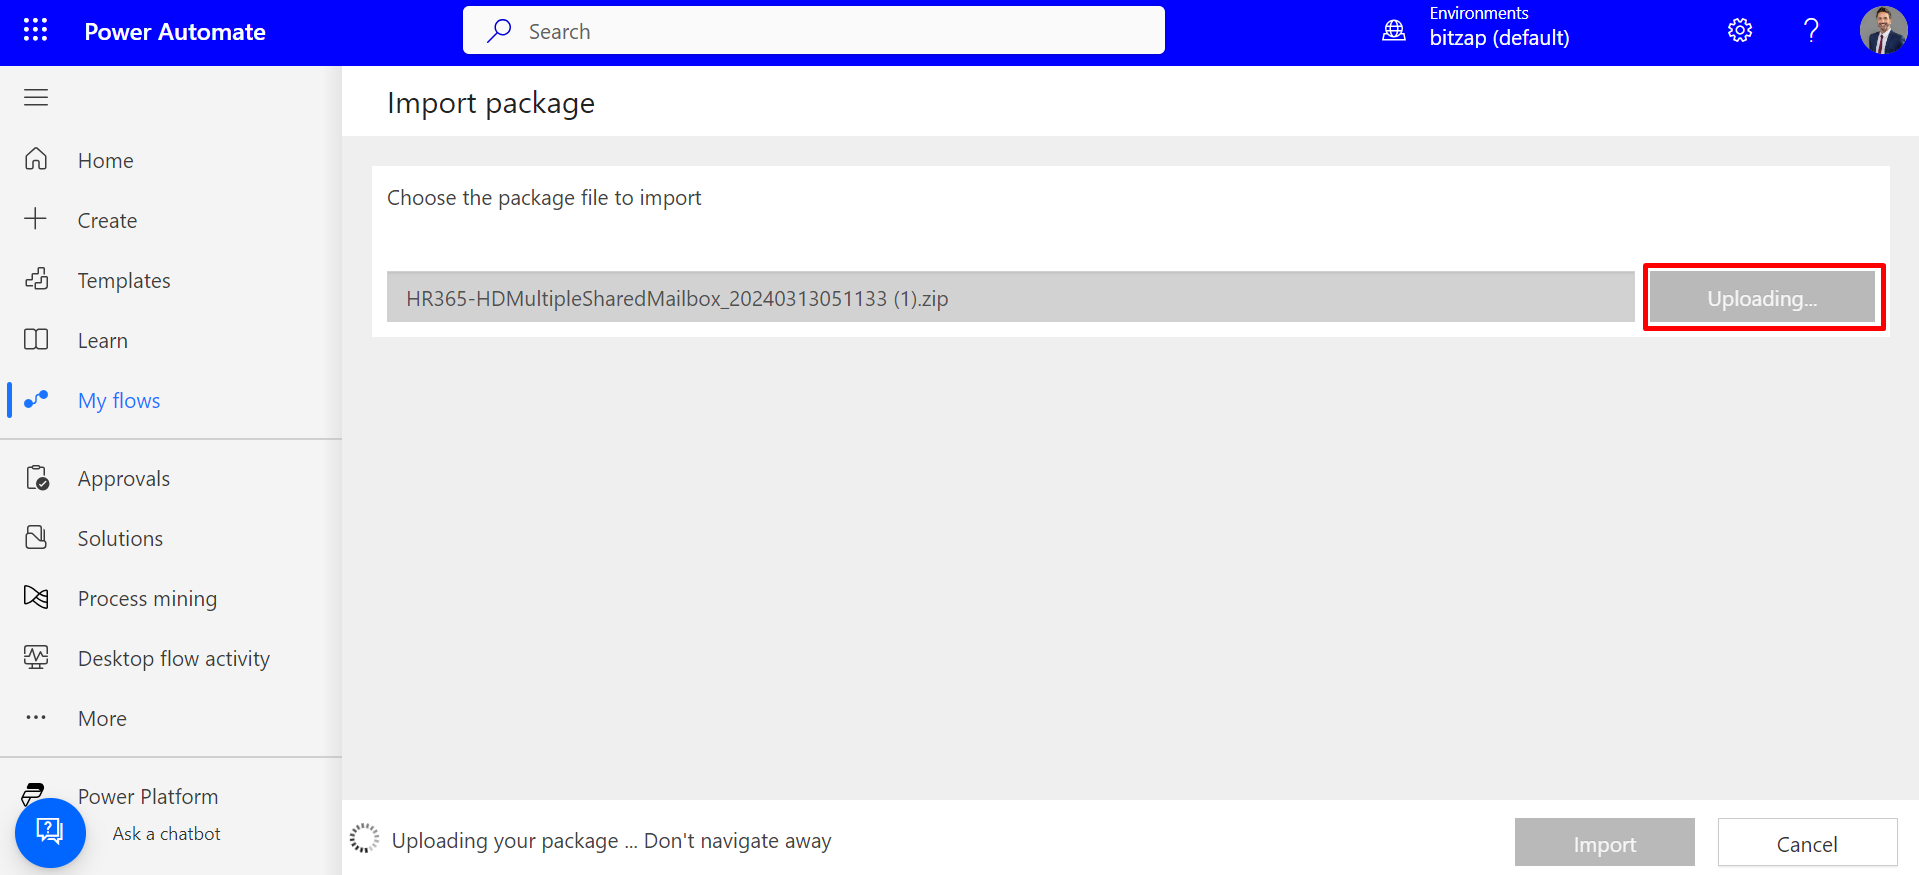 Power Automate
Search
Environments
bitzap (default)
?
Import package
Home
Create
Templates
Learn
My flows
Approvals
Solutions
Process mining
Desktop flow activity
More
Power Platform
Ask a chatbot
Choose the package file to import
HR365-HDMultipleSharedMailbox_20240313051133 (1).zip
Uploading...
Uploading your package ... Don't navigate away
Import
Cancel